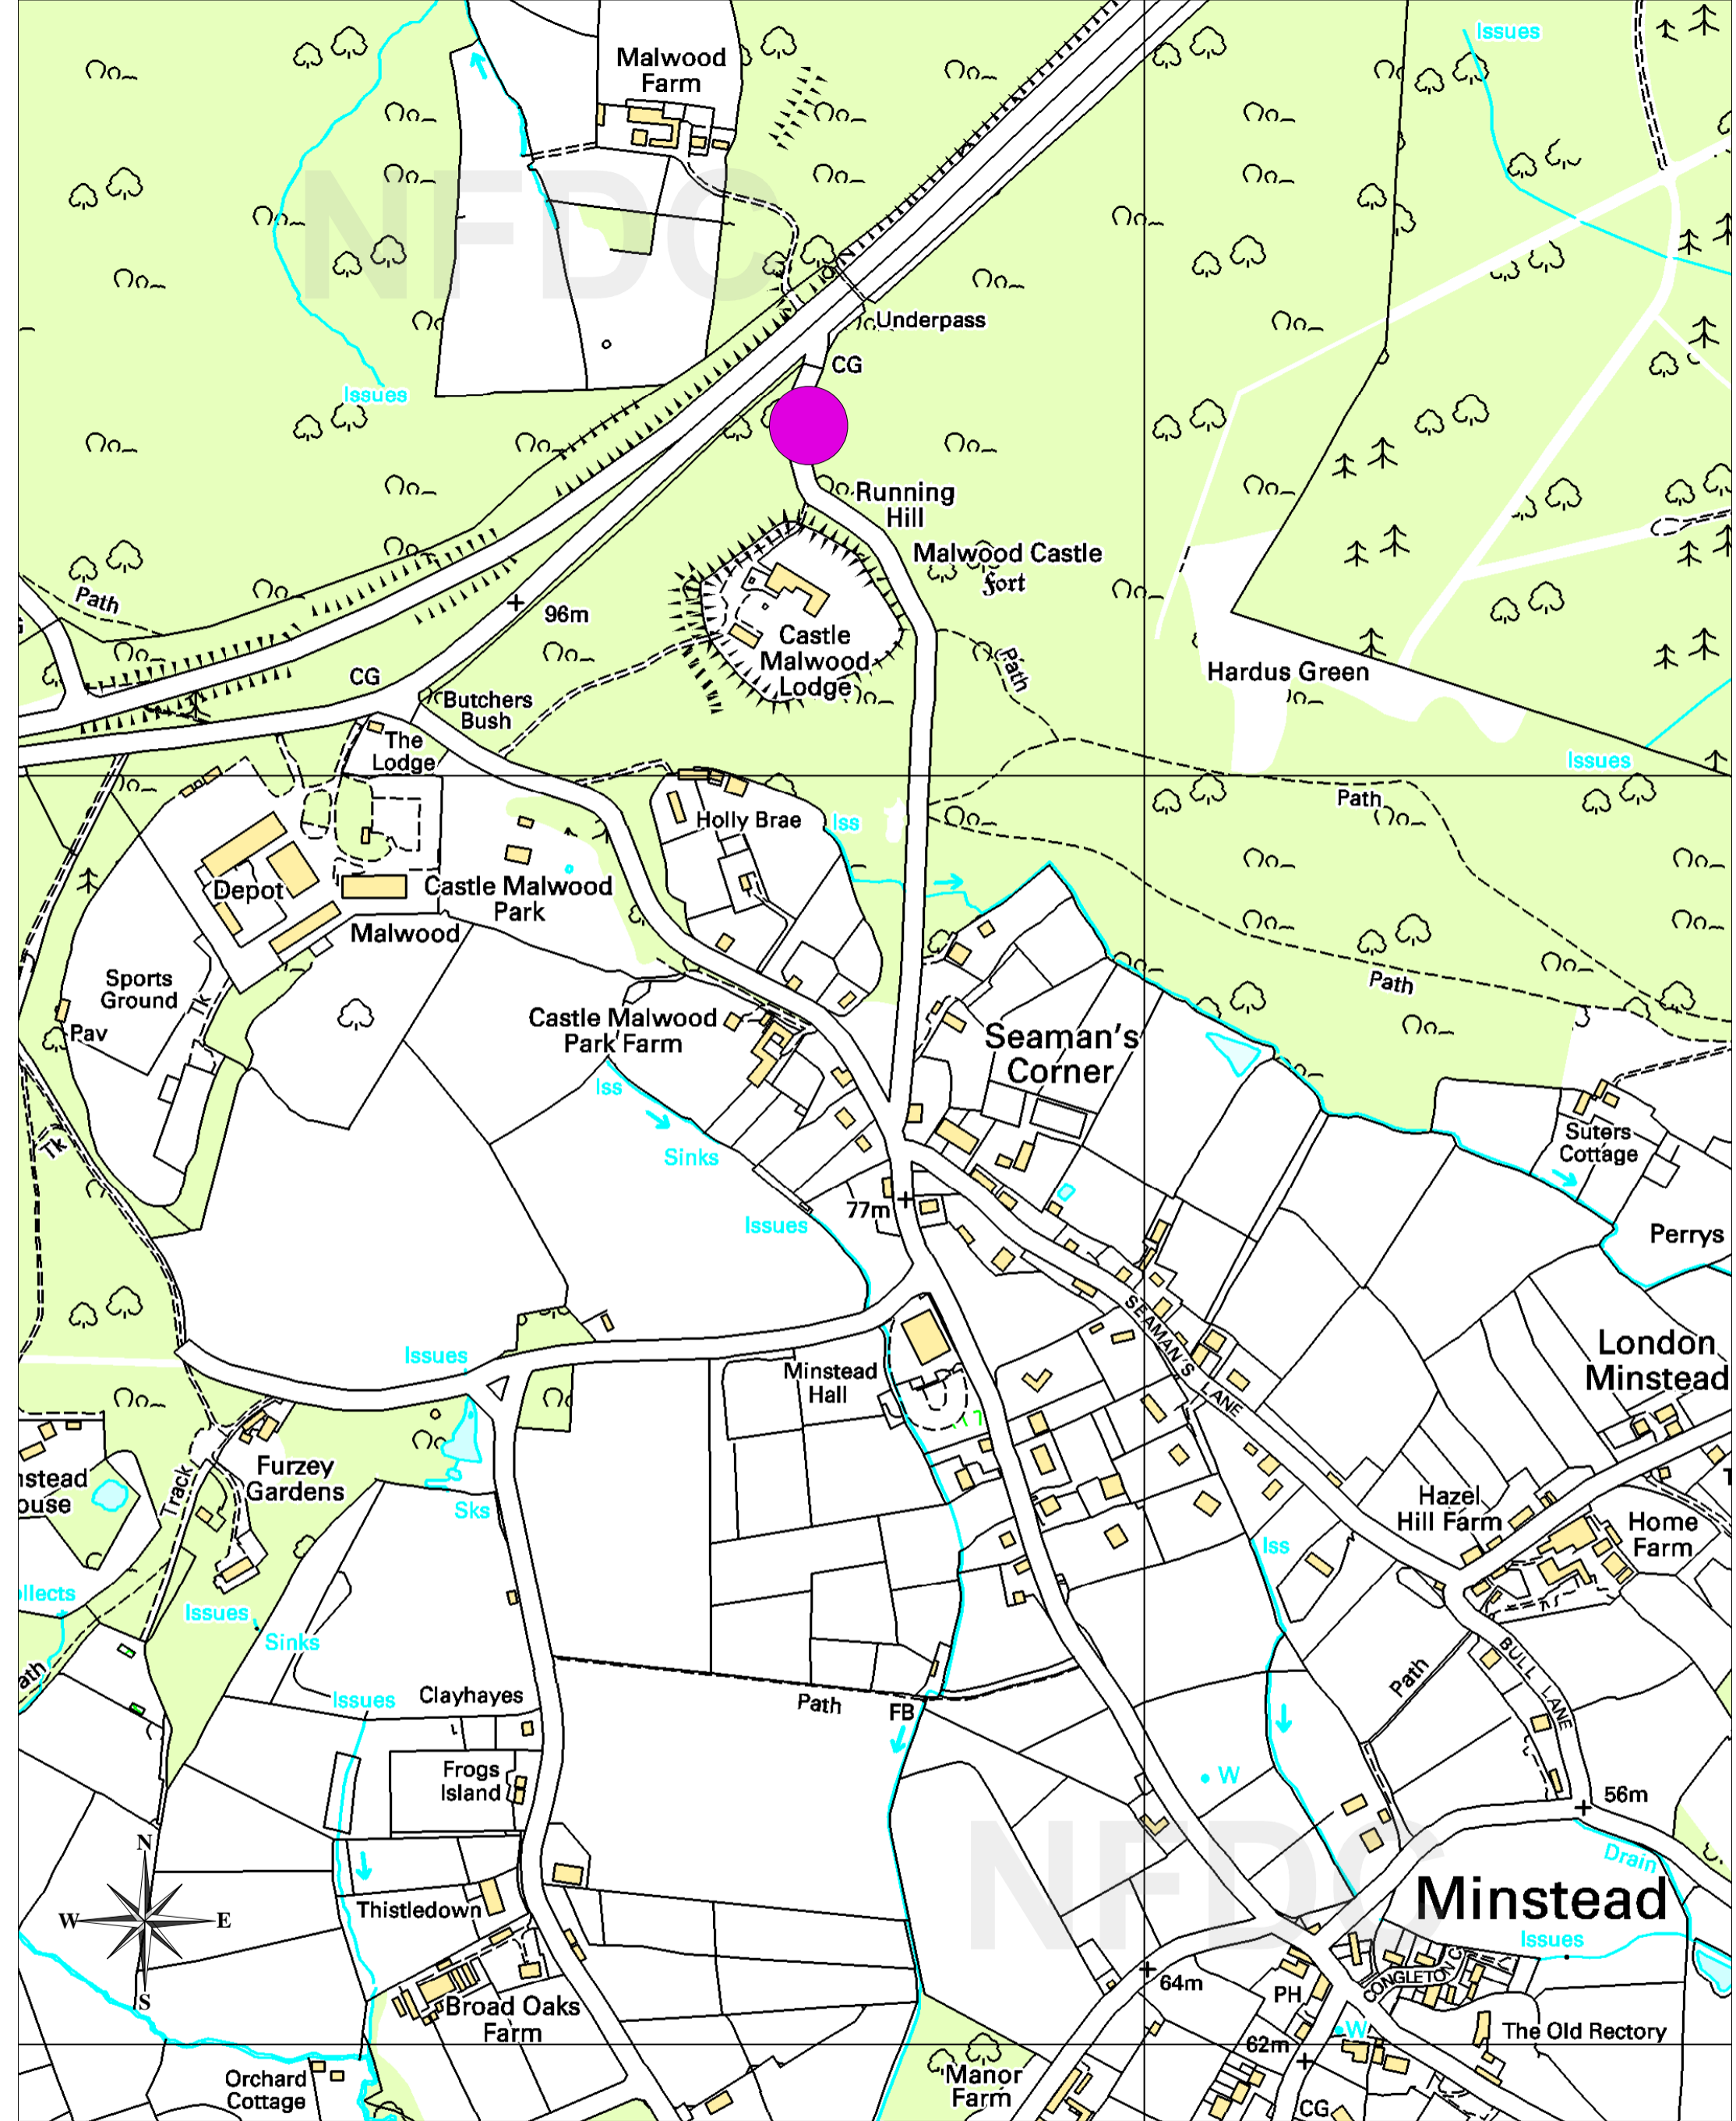 Issues
Malwood
Farm
NFDC
Underpass
CG
Issues
Running
Hill
Malwood Castle
fort
Path
96m
Castle
Malwood
Lodge
Path
Hardus Green
CG
Butchers
Bush
The
Lodge
Issues
Path
Holly Brae
Iss
Depot
Castle Malwood
Park
Malwood
Sports
Ground
Tk
Path
Castle Malwood
Park Farm
Pav
Seaman's
Corner
Iss
Tk
Sinks
Suters
Cottage
77m
Issues
Perrys
SEAMAN'S LANE
London
Minstead
Issues
Minstead
Hall
Furzey
Gardens
nstead
ouse
Track
Sks
Hazel
Hill Farm
Home
Farm
Iss
llects
Issues
Sinks
ath
Path
BULL LANE
Issues
Clayhayes
Path
FB
Frogs
Island
W
56m
NFDC
N
W
E
S
Drain
Thistledown
Minstead
Issues
64m
PH
Broad Oaks
Farm
W
The Old Rectory
62m
Orchard
Cottage
Manor
Farm
CG